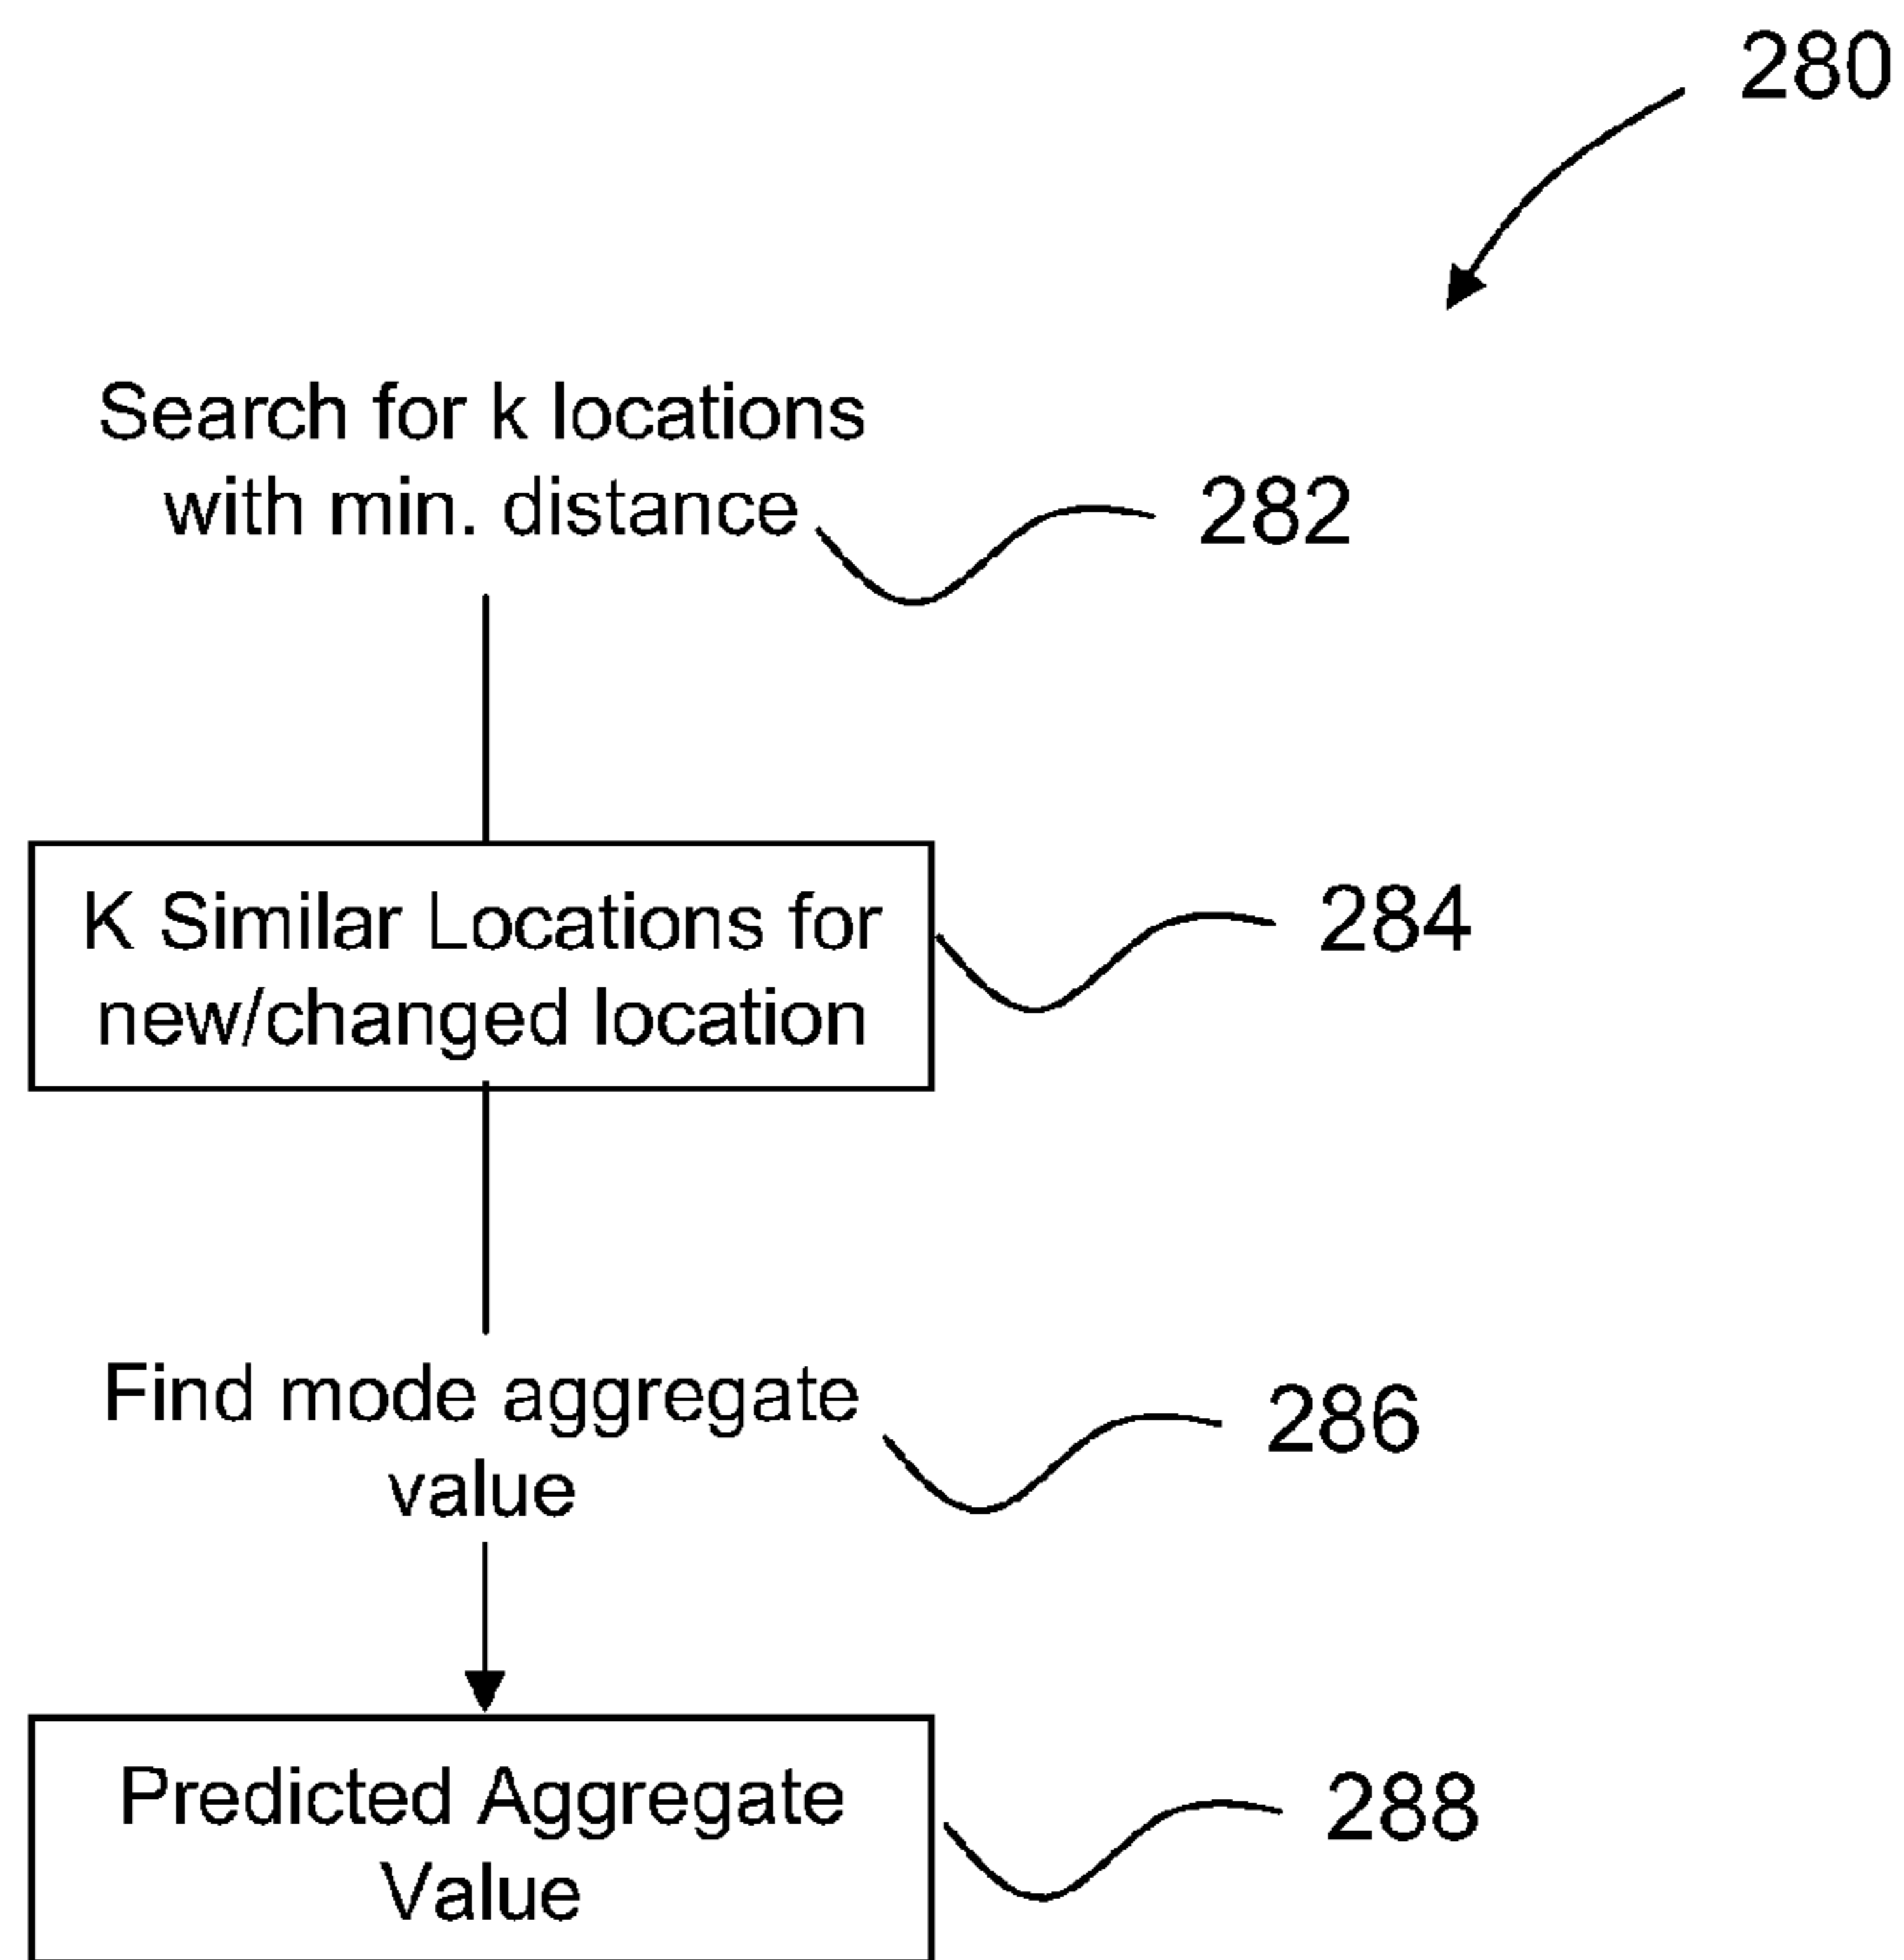 280
Search for k locations
with min. distance
282
K Similar Locations for
new/changed location
284
Find mode aggregate
value
286
Predicted Aggregate
Value
288